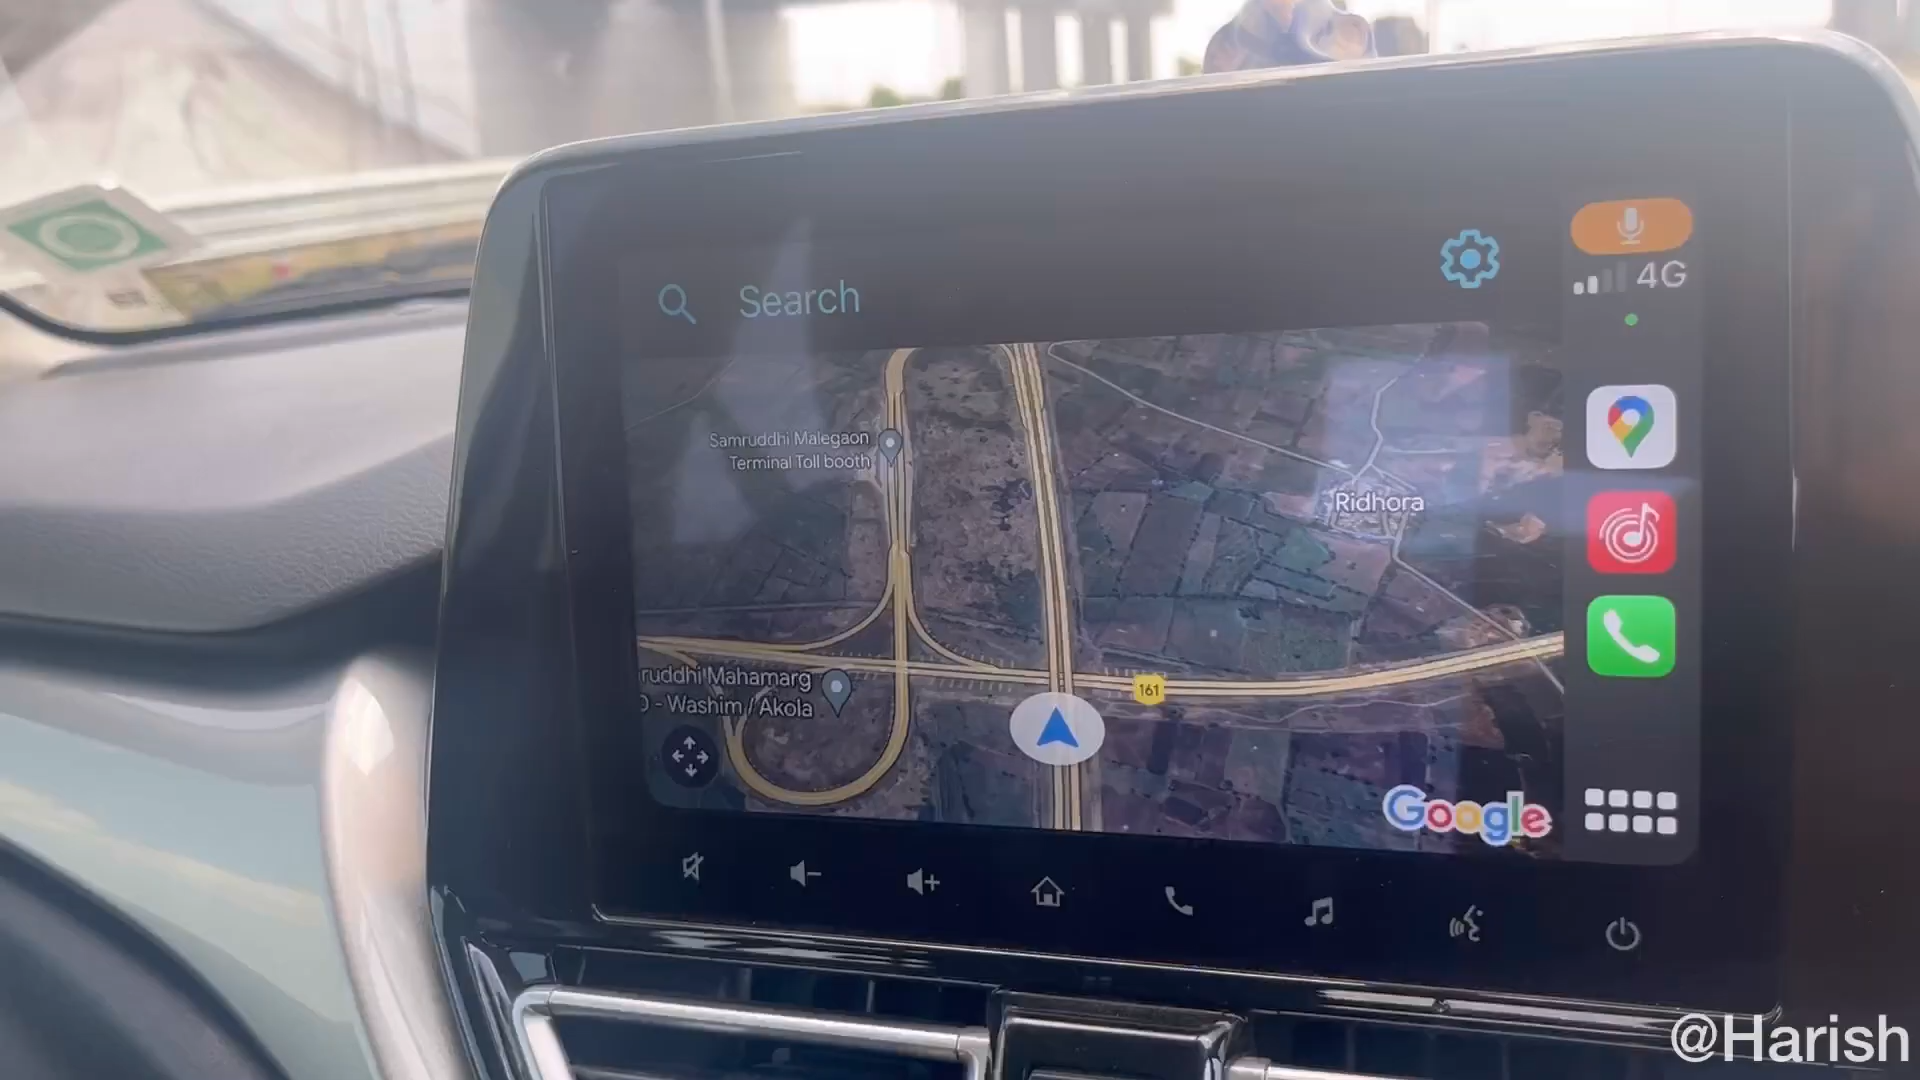 Search
4G
Samruddhi Malegaon
Terminal Toll booth
Ridhora
ruddhi Mahamarg
- Washim / Akola
161
Google
@Harish